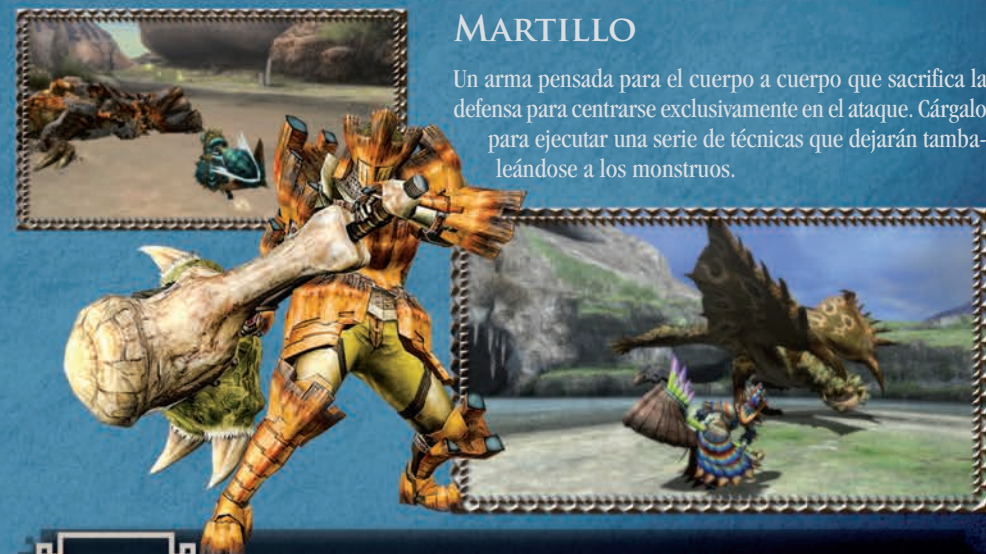 MARTILLO
Un arma pensada para el cuerpo a cuerpo que sacrifica la
defensa para centrarse exclusivamente en el ataque. Cárgalo
para ejecutar una serie de técnicas que dejarán tamba-
leándose a los monstruos.